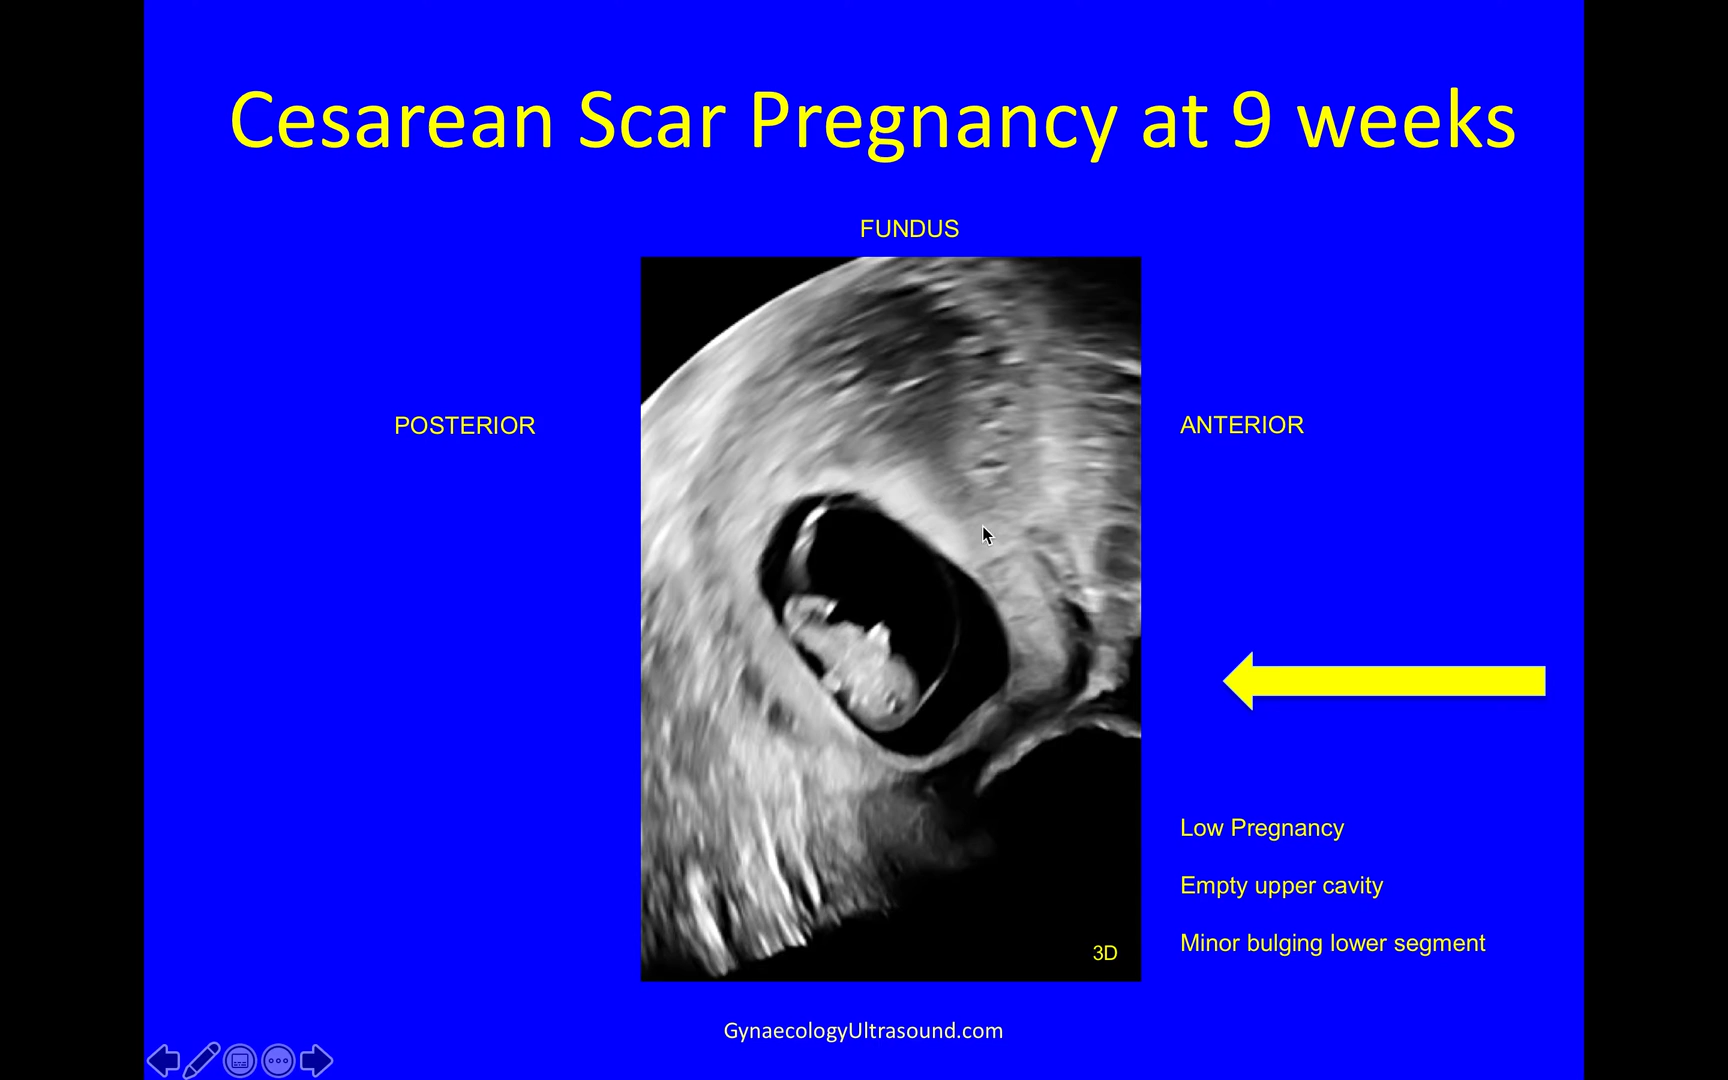 Cesarean Scar Pregnancy at 9 weeks
FUNDUS
POSTERIOR
ANTERIOR
Low Pregnancy
Empty upper cavity
Minor bulging lower segment
3D
GynaecologyUltrasound.com